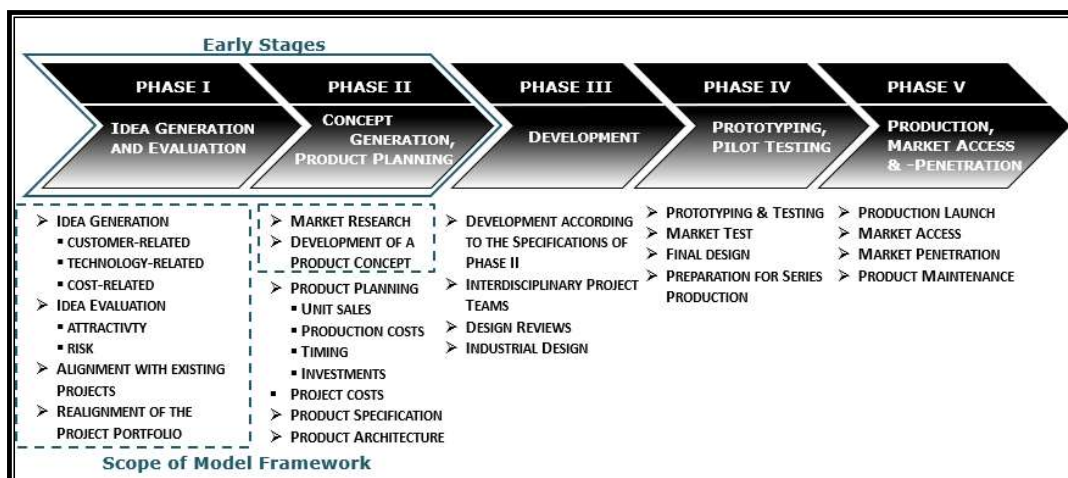 Early Stages
PHASE I
IDEA GENERATION
AND EVALUATION
PHASE II
CONCEPT
GENERATION,
PRODUCT PLANNING
PHASE III
DEVELOPMENT
PHASE IV
PROTOTYPING,
PILOT TESTING
PHASE V
PRODUCTION,
MARKET ACCESS
& -PENETRATION
➢ IDEA GENERATION
▪ CUSTOMER-RELATED
▪ TECHNOLOGY-RELATED
▪ COST-RELATED
➢ IDEA EVALUATION
▪ ATTRACTIVTY
▪ RISK
➢ ALIGNMENT WITH EXISTING
PROJECTS
➢ REALIGNMENT OF THE
PROJECT PORTFOLIO
➢ MARKET RESEARCH
➢ DEVELOPMENT OF A
PRODUCT CONCEPT
➢ PRODUCT PLANNING
▪ UNIT SALES
▪ PRODUCTION COSTS
▪ TIMING
▪ INVESTMENTS
▪ PROJECT COSTS
➢ PRODUCT SPECIFICATION
➢ PRODUCT ARCHITECTURE
➢ DEVELOPMENT ACCORDING
TO THE SPECIFICATIONS OF
PHASE II
➢ INTERDISCIPLINARY PROJECT
TEAMS
➢ DESIGN REVIEWS
➢ INDUSTRIAL DESIGN
➢ PROTOTYPING & TESTING
➢ MARKET TEST
➢ FINAL DESIGN
➢ PREPARATION FOR SERIES
PRODUCTION
➢ PRODUCTION LAUNCH
➢ MARKET ACCESS
➢ MARKET PENETRATION
➢ PRODUCT MAINTENANCE
Scope of Model Framework